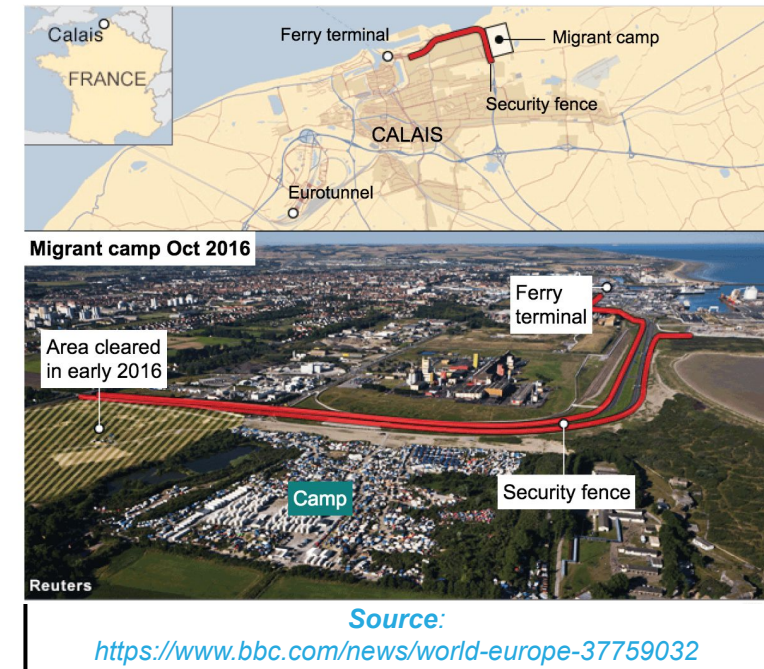 Calais
FRANCE
Ferry terminal
Migrant camp
Security fence
CALAIS
Eurotunnel
Migrant camp Oct 2016
Ferry
terminal
Area cleared
in early 2016
Camp
Security fence
Reuters
Source:
https://www.bbc.com/news/world-europe-37759032